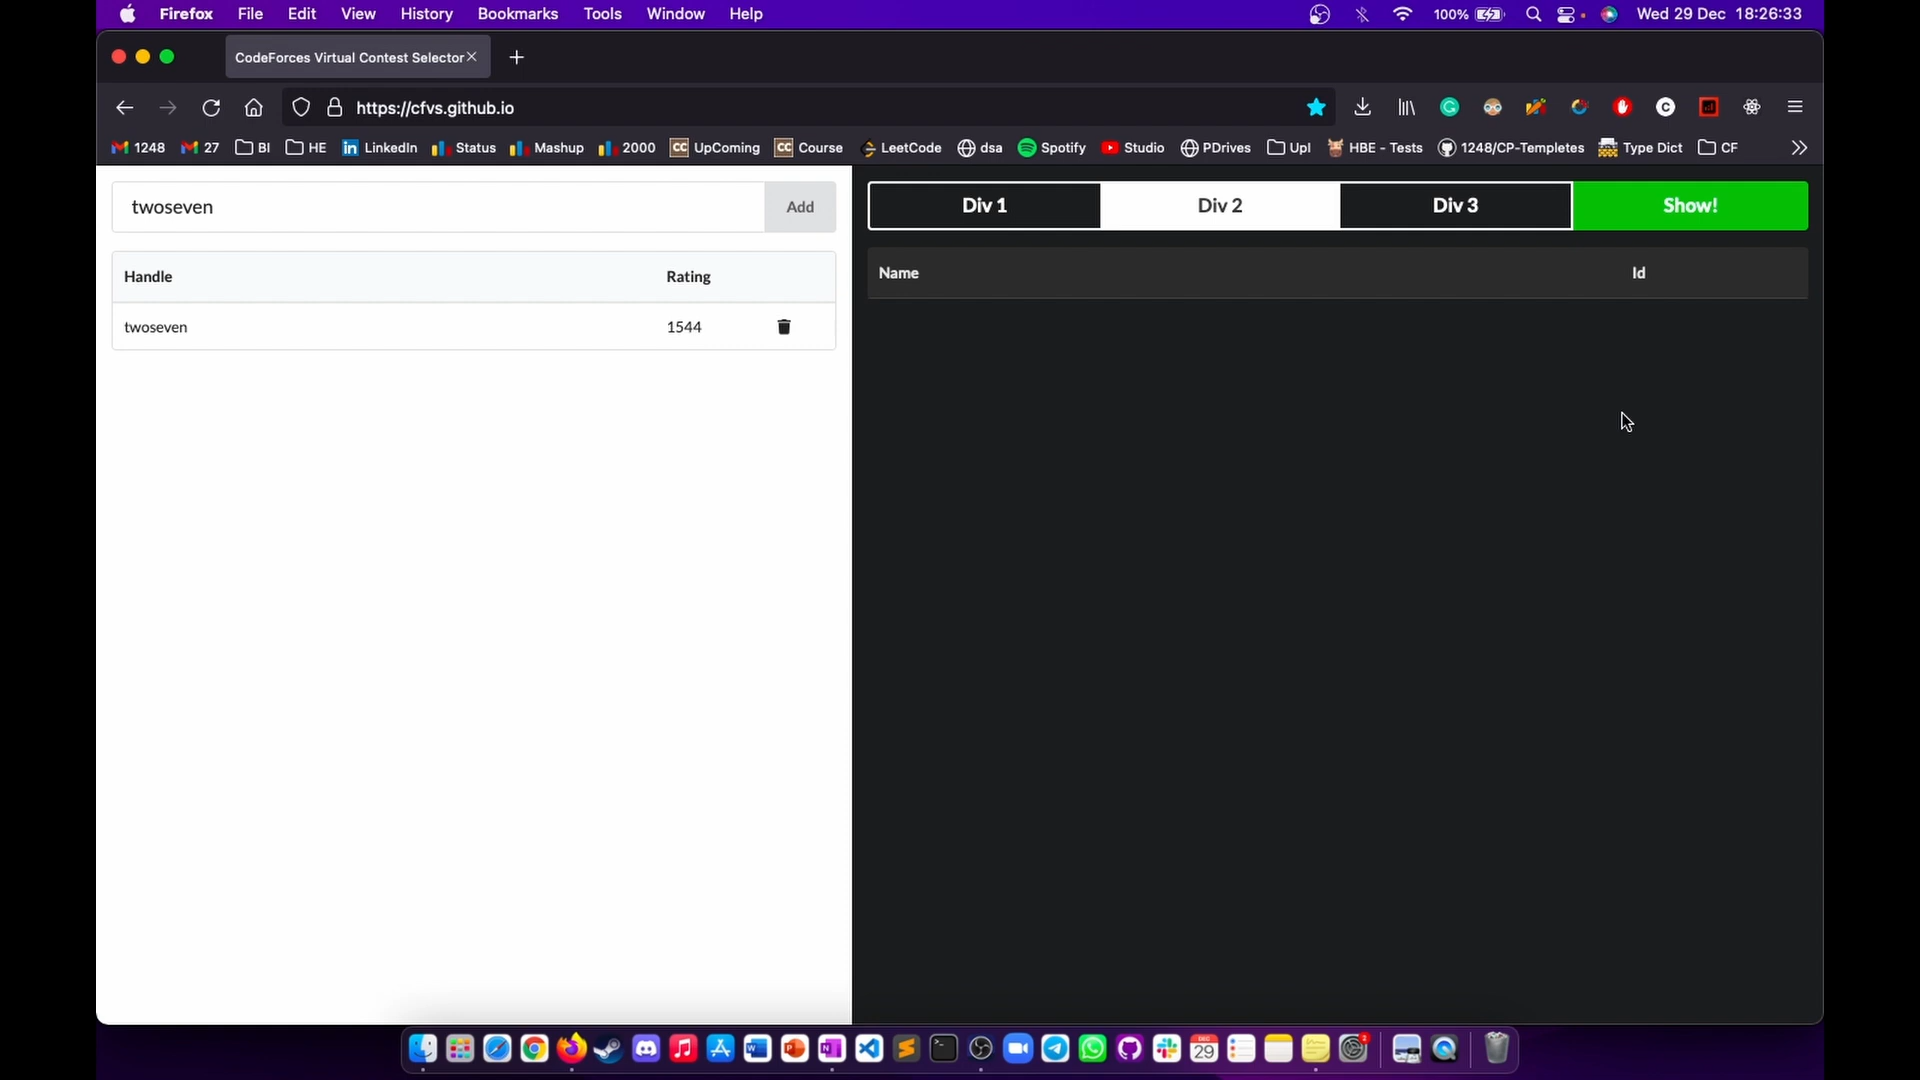 Firefox File Edit View History Bookmarks Tools Window Help 100% Wed 29 Dec 18:26:33
CodeForces Virtual Contest Selector
https://cfvs.github.io
1248 27 BI HE LinkedIn Status Mashup 2000 UpComing Course LeetCode dsa Spotify Studio PDrives Upl HBE - Tests 1248/CP-Templetes Type Dict CF
twoseven Add
Div 1 Div 2 Div 3 Show!
Handle Rating
Name Id
twoseven 1544
DEC
29
2